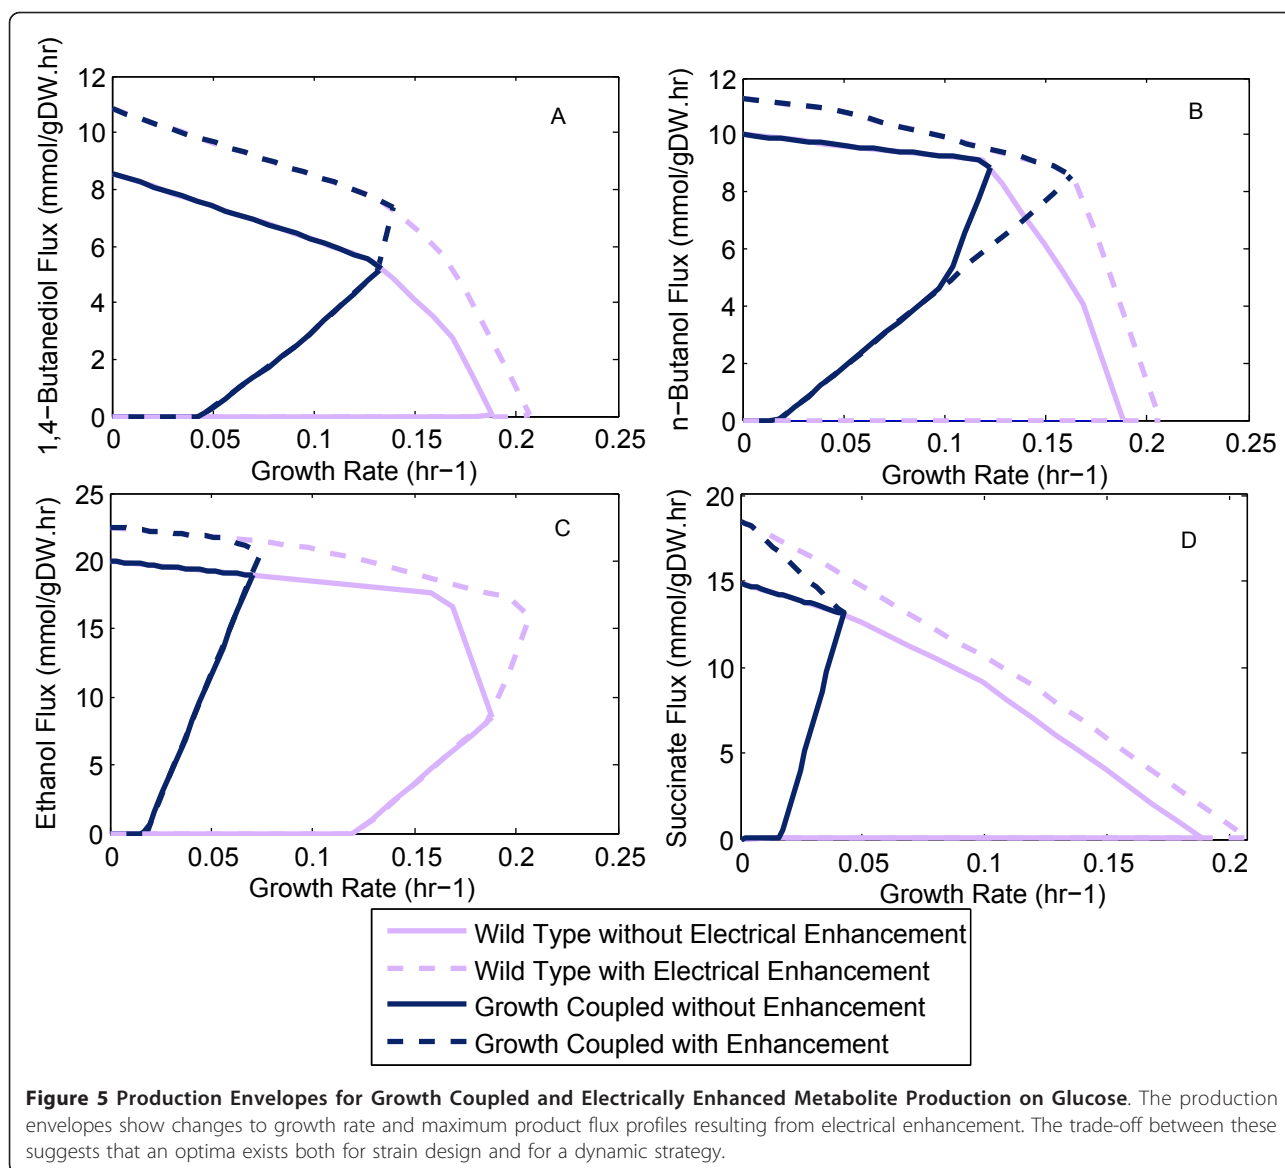 1,4−Butanediol Flux (mmol/gDW.hr)
12
10
8
6
4
2
0
A
0 0.05 0.1 0.15 0.2 0.25
Growth Rate (hr−1)
n−Butanol Flux (mmol/gDW.hr)
12
10
8
6
4
2
0
B
0 0.05 0.1 0.15 0.2 0.25
Growth Rate (hr−1)
Ethanol Flux (mmol/gDW.hr)
25
20
15
10
5
0
C
0 0.05 0.1 0.15 0.2 0.25
Growth Rate (hr−1)
Succinate Flux (mmol/gDW.hr)
20
15
10
5
0
D
0 0.05 0.1 0.15 0.2
Growth Rate (hr−1)
Wild Type without Electrical Enhancement
Wild Type with Electrical Enhancement
Growth Coupled without Enhancement
Growth Coupled with Enhancement
Figure 5 Production Envelopes for Growth Coupled and Electrically Enhanced Metabolite Production on Glucose. The production
envelopes show changes to growth rate and maximum product flux profiles resulting from electrical enhancement. The trade-off between these
suggests that an optima exists both for strain design and for a dynamic strategy.